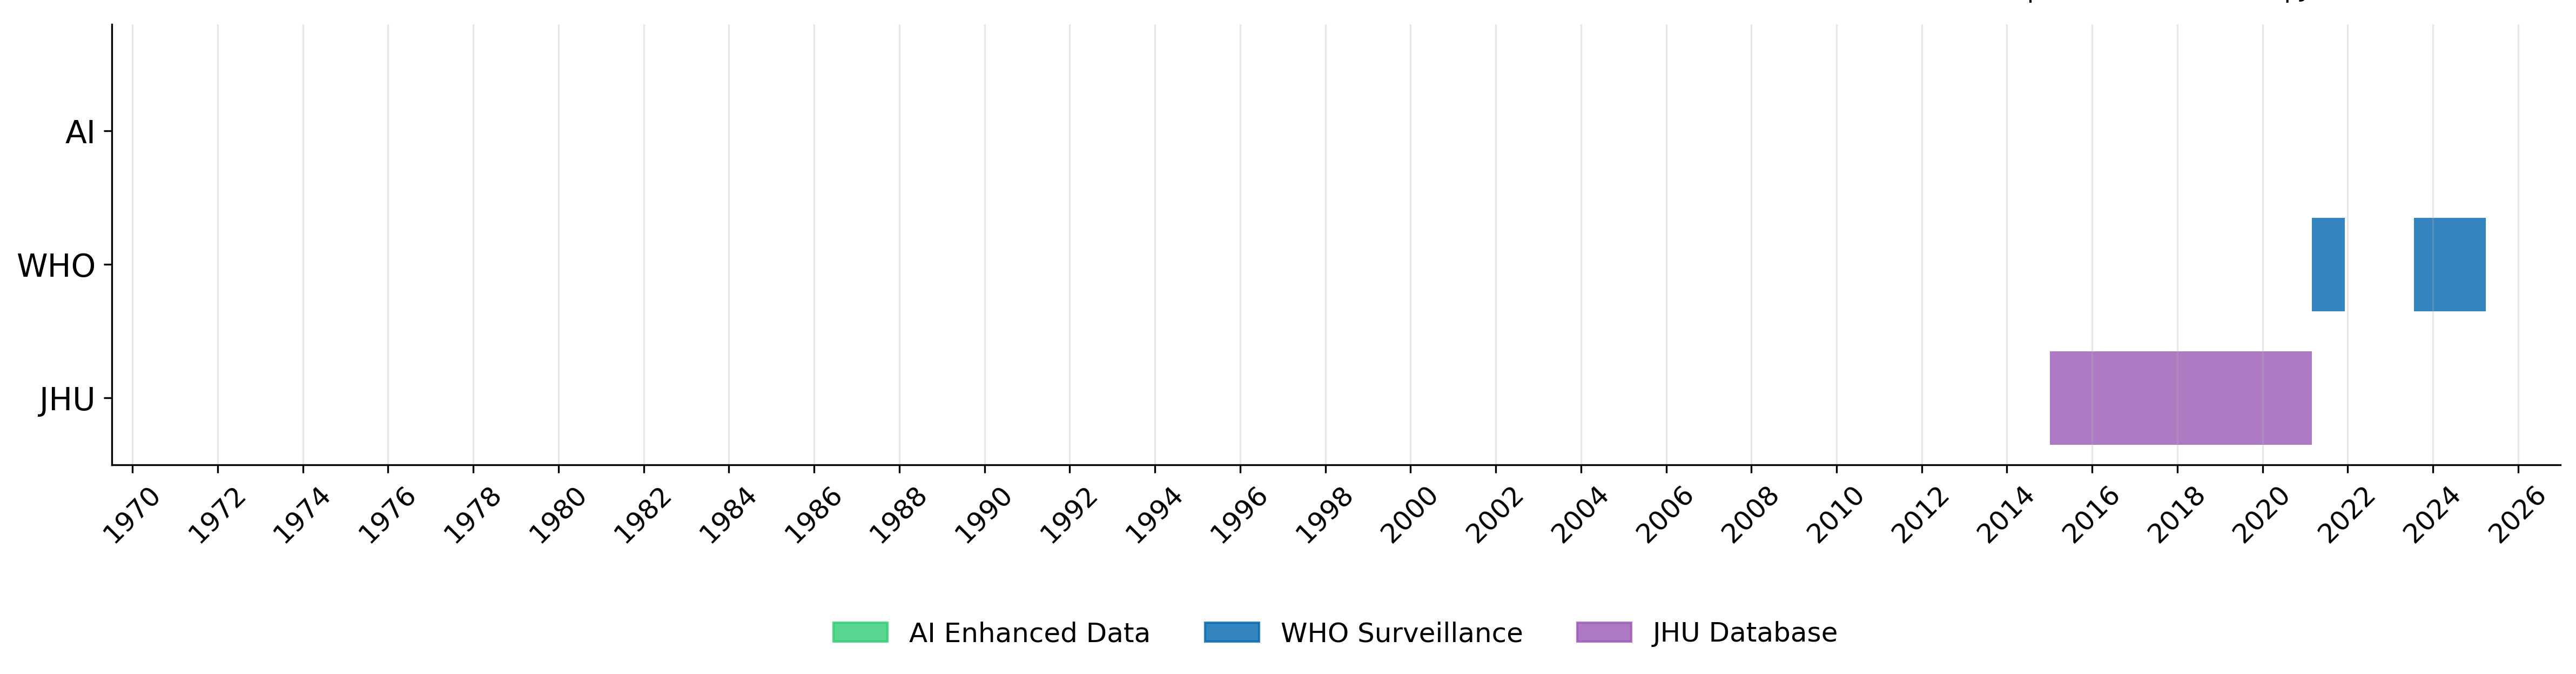 AI
WHO
JHU
1970 1972 1974 1976 1978 1980 1982 1984 1986 1988 1990 1992 1994 1996 1998 2000 2002 2004 2006 2008 2010 2012 2014 2016 2018 2020 2022 2024 2026
AI Enhanced Data WHO Surveillance JHU Database